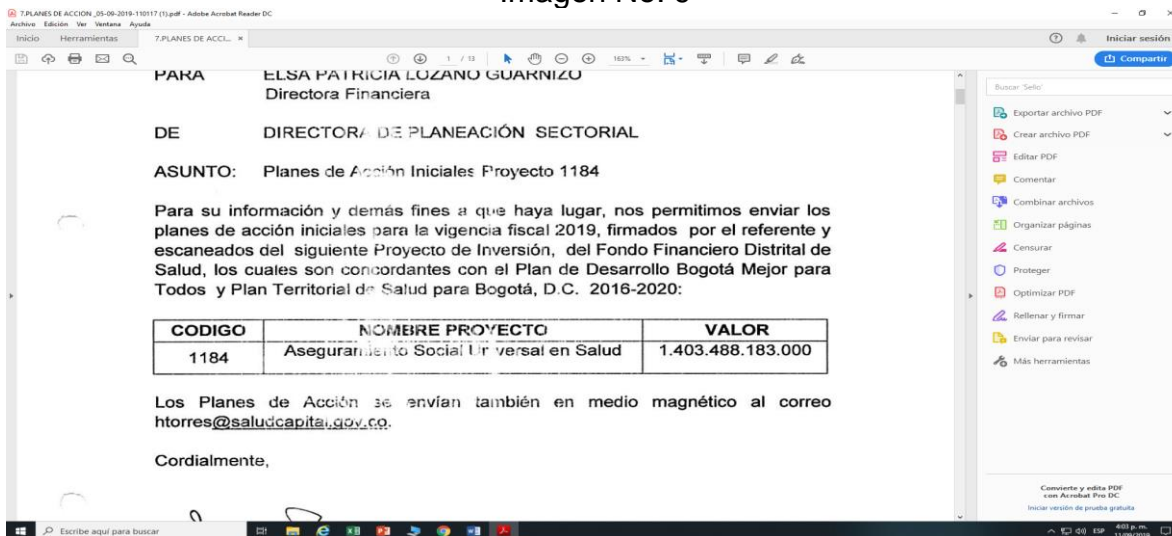 7.PLANES DE ACCION _05-09-2019-110117 (1).pdf - Adobe Acrobat Reader DC
Archivo Edición Ver Ventana Ayuda
Inicio Herramientas 7.PLANES DE ACCI... × Iniciar sesión
1 / 13 163% Compartir
PARA ELSA PATRICIA LOZANO GUARNIZO
Directora Financiera
DE DIRECTORA DE PLANEACIÓN SECTORIAL
ASUNTO: Planes de Acción Iniciales Proyecto 1184
Para su información y demás fines a que haya lugar, nos permitimos enviar los
planes de acción iniciales para la vigencia fiscal 2019, firmados por el referente y
escaneados del siguiente Proyecto de Inversión, del Fondo Financiero Distrital de
Salud, los cuales son concordantes con el Plan de Desarrollo Bogotá Mejor para
Todos y Plan Territorial de Salud para Bogotá, D.C. 2016-2020:
CODIGO NOMBRE PROYECTO VALOR
1184 Aseguramiento Social Universal en Salud 1.403.488.183.000
Los Planes de Acción se envían también en medio magnético al correo
htorres@saludcapital.gov.co.
Cordialmente,
Buscar 'Sello'
Exportar archivo PDF
Crear archivo PDF
Editar PDF
Comentar
Combinar archivos
Organizar páginas
Censurar
Proteger
Optimizar PDF
Rellenar y firmar
Enviar para revisar
Más herramientas
Convierte y edita PDF
con Acrobat Pro DC
Iniciar versión de prueba gratuita
Escribe aquí para buscar
ESP 4:03 p. m.
11/09/2019